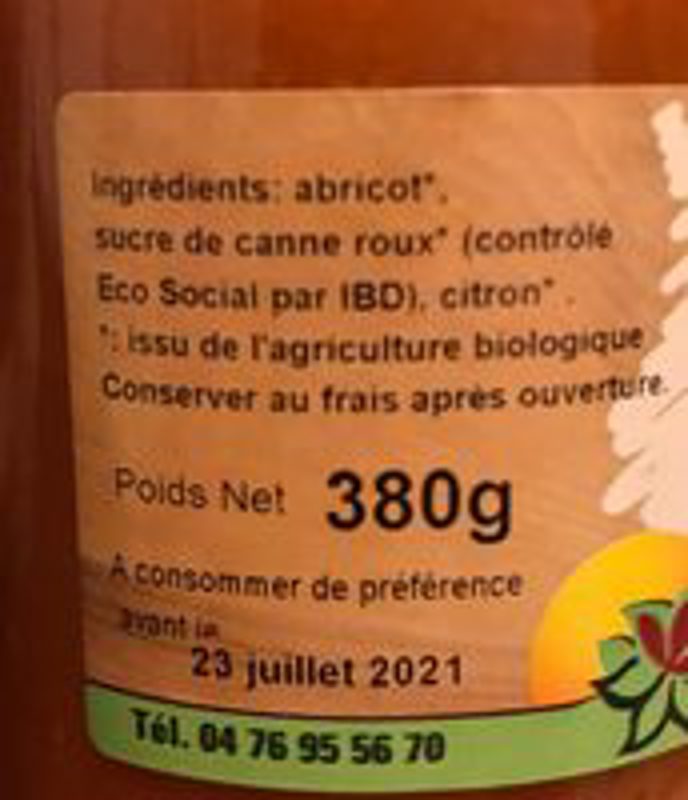 Ingrédients: abricot*,
sucre de canne roux* (contrôlé
Eco Social par IBD), citron* .
*: issu de l'agriculture biologique
Conserver au frais après ouverture.
Poids Net 380g
A consommer de préférence
avant le
23 juillet 2021
Tél. 04 76 95 56 70